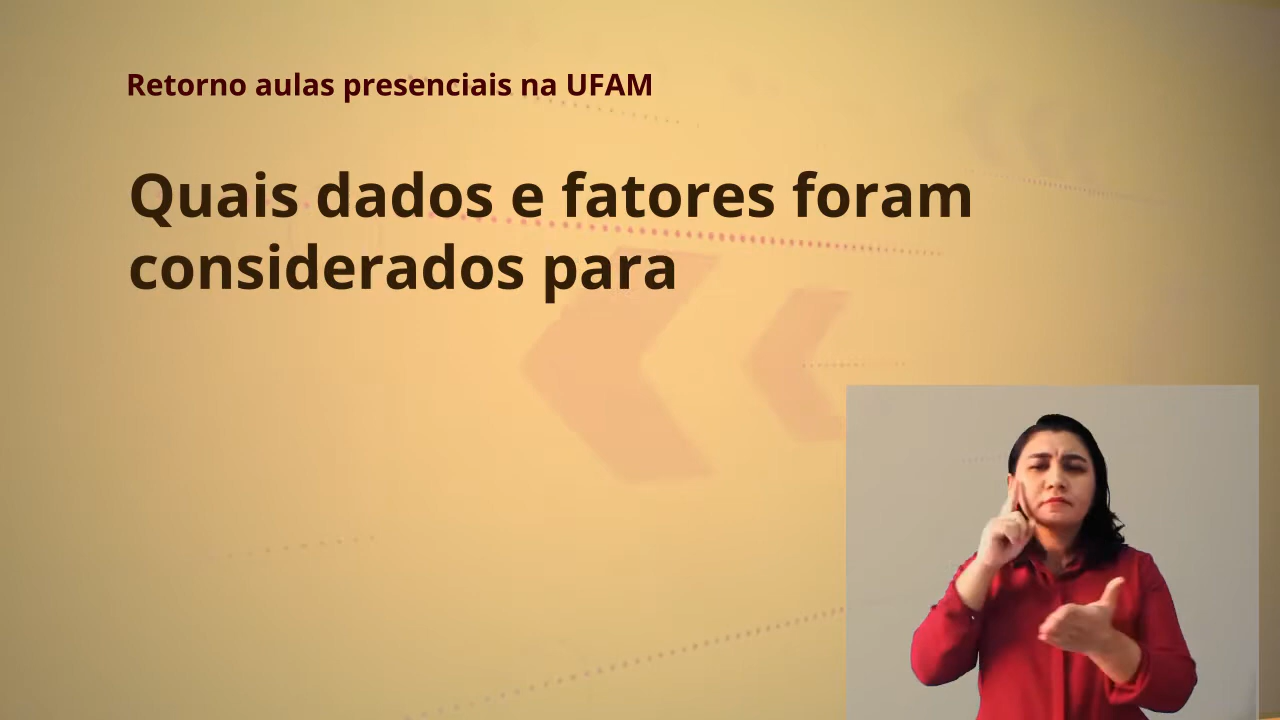 Retorno aulas presenciais na UFAM
Quais dados e fatores foram
considerados para